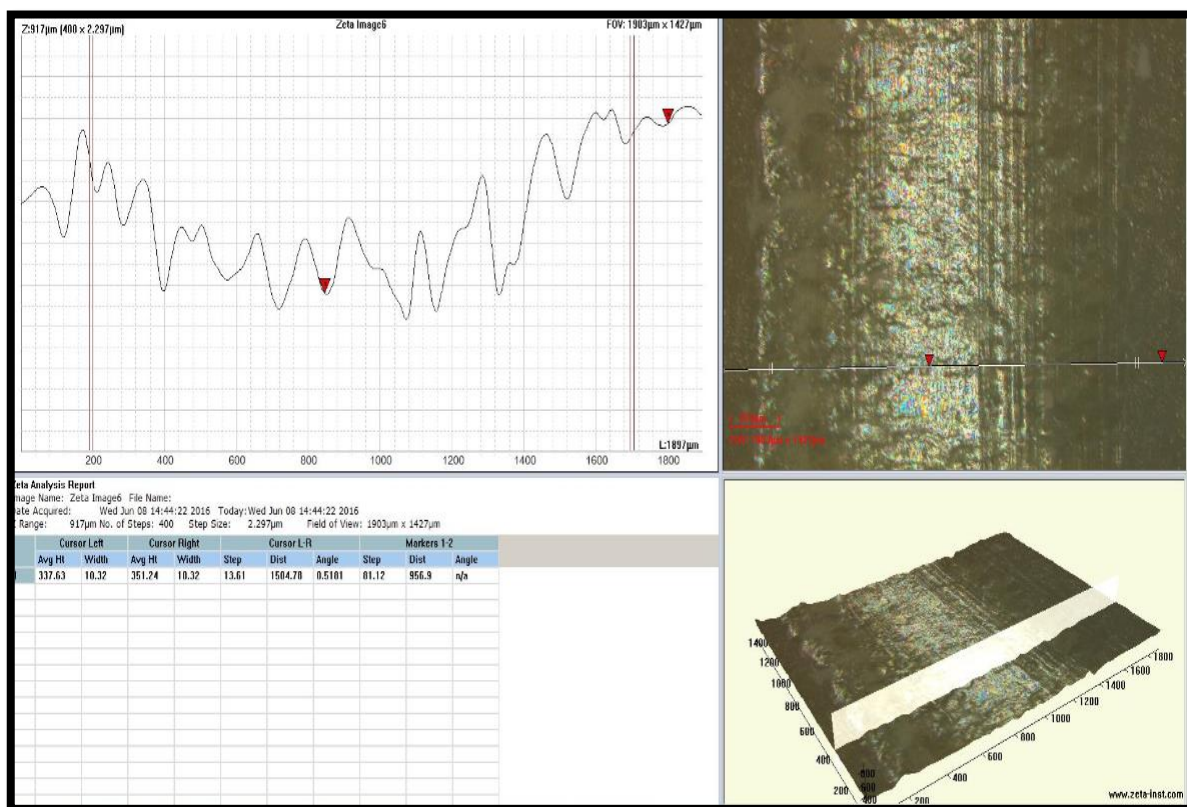 Z:917µm (400 x 2.297µm) Zeta Image6 FOV: 1903µm x 1427µm
L:1897µm
200 400 600 800 1000 1200 1400 1600 1800
Zeta Analysis Report
Image Name: Zeta Image6 File Name:
Date Acquired: Wed Jun 08 14:44:22 2016 Today: Wed Jun 08 14:44:22 2016
Z Range: 917µm No. of Steps: 400 Step Size: 2.297µm Field of View: 1903µm x 1427µm
Cursor Left Cursor Right Cursor L-R Markers 1-2
Avg Ht Width Avg Ht Width Step Dist Angle Step Dist Angle
337.63 10.32 351.24 10.32 13.61 1504.78 0.5181 81.12 956.9 n/a
1400
1200
1000
800
600
400
200
200
400
600
800
1000
1200
1400
1600
1800
www.zeta-inst.com